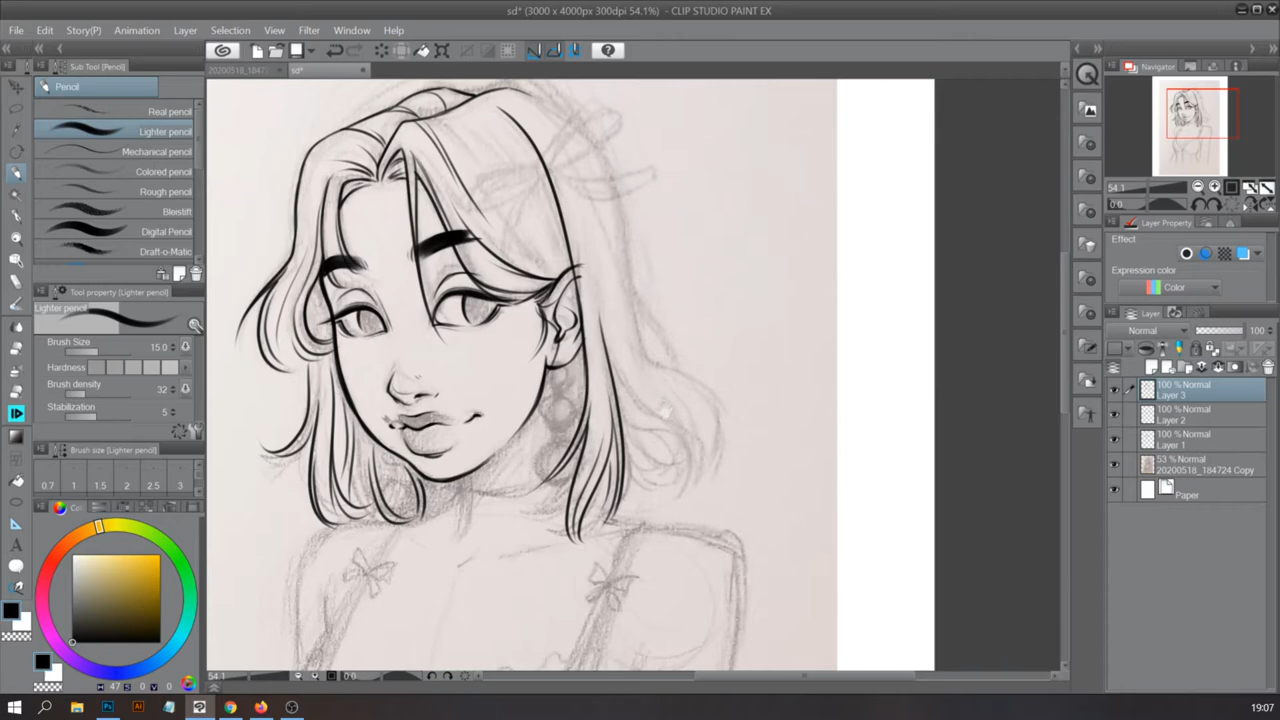 sd* (3000 x 4000px 300dpi 54.1%) - CLIP STUDIO PAINT EX
File Edit Story(P) Animation Layer Selection View Filter Window Help
Sub Tool [Pencil]
Pencil
Real pencil
Lighter pencil
Mechanical pencil
Colored pencil
Rough pencil
Bleistift
Digital Pencil
Draft-o-Matic
Tool property [Lighter pencil]
Lighter pencil
Brush Size 15.0
Hardness
Brush density 32
Stabilization 5
Brush size [Lighter pencil]
0.7 1 1.5 2 2.5 3
H 47 S 0 V 0
20200518_1847
sd*
54.1 0.0
Navigator
54.1
0.0
Layer Property
Effect
Expression color
Color
Layer
Normal 100
100 % Normal
Layer 3
100 % Normal
Layer 2
100 % Normal
Layer 1
53 % Normal
20200518_184724 Copy
Paper
19:07